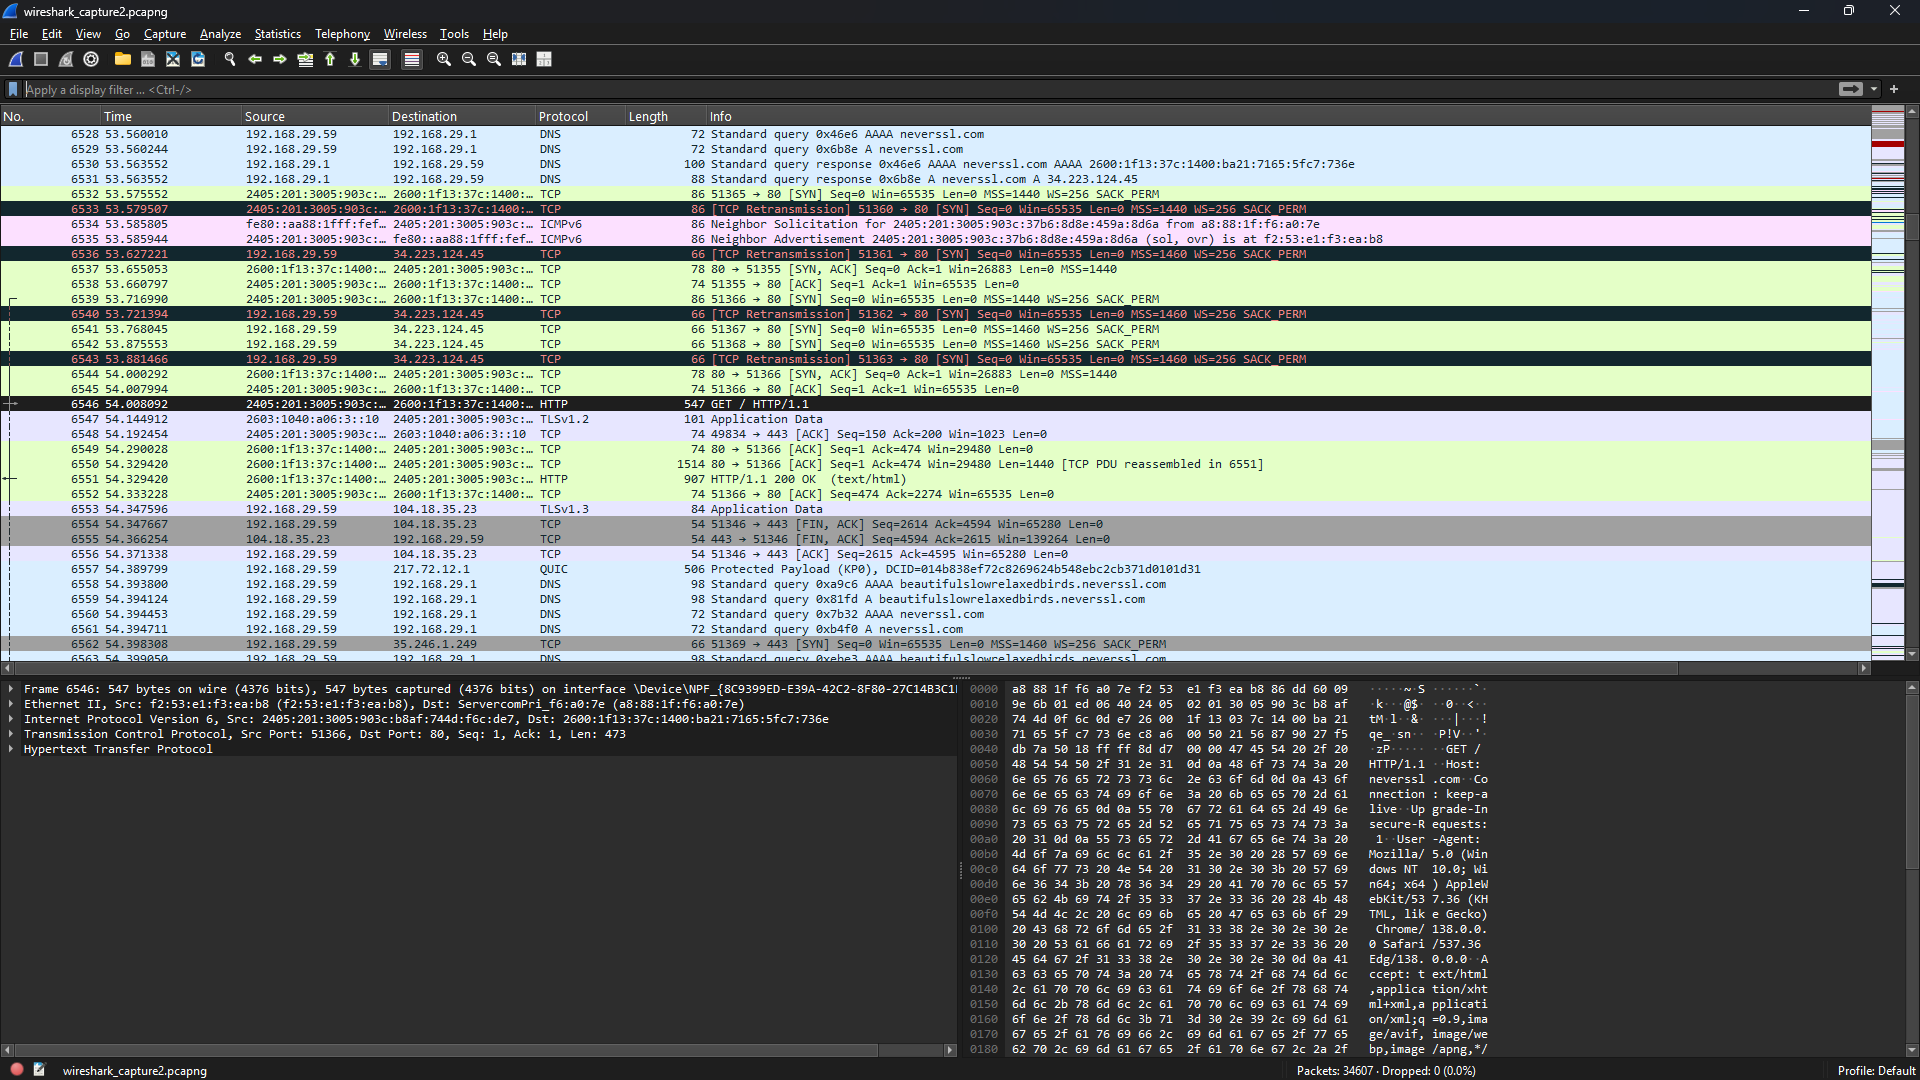 wireshark_capture2.pcapng
File Edit View Go Capture Analyze Statistics Telephony Wireless Tools Help
Apply a display filter ... <Ctrl-/>
No. Time Source Destination Protocol Length Info
6528 53.560010 192.168.29.59 192.168.29.1 DNS 72 Standard query 0x46e6 AAAA neverssl.com
6529 53.560244 192.168.29.59 192.168.29.1 DNS 72 Standard query 0x6b8e A neverssl.com
6530 53.563552 192.168.29.1 192.168.29.59 DNS 100 Standard query response 0x46e6 AAAA neverssl.com AAAA 2600:1f13:37c:1400:ba21:7165:5fc7:736e
6531 53.563552 192.168.29.1 192.168.29.59 DNS 88 Standard query response 0x6b8e A neverssl.com A 34.223.124.45
6532 53.575552 2405:201:3005:903c:… 2600:1f13:37c:1400:… TCP 86 51365 → 80 [SYN] Seq=0 Win=65535 Len=0 MSS=1440 WS=256 SACK_PERM
6533 53.579507 2405:201:3005:903c:… 2600:1f13:37c:1400:… TCP 86 [TCP Retransmission] 51360 → 80 [SYN] Seq=0 Win=65535 Len=0 MSS=1440 WS=256 SACK_PERM
6534 53.585805 fe80::aa88:1fff:fef… 2405:201:3005:903c:… ICMPv6 86 Neighbor Solicitation for 2405:201:3005:903c:37b6:8d8e:459a:8d6a from a8:88:1f:f6:a0:7e
6535 53.585944 2405:201:3005:903c:… fe80::aa88:1fff:fef… ICMPv6 86 Neighbor Advertisement 2405:201:3005:903c:37b6:8d8e:459a:8d6a (sol, ovr) is at f2:53:e1:f3:ea:b8
6536 53.627221 192.168.29.59 34.223.124.45 TCP 66 [TCP Retransmission] 51361 → 80 [SYN] Seq=0 Win=65535 Len=0 MSS=1460 WS=256 SACK_PERM
6537 53.655053 2600:1f13:37c:1400:… 2405:201:3005:903c:… TCP 78 80 → 51355 [SYN, ACK] Seq=0 Ack=1 Win=26883 Len=0 MSS=1440
6538 53.660797 2405:201:3005:903c:… 2600:1f13:37c:1400:… TCP 74 51355 → 80 [ACK] Seq=1 Ack=1 Win=65535 Len=0
6539 53.716990 2405:201:3005:903c:… 2600:1f13:37c:1400:… TCP 86 51366 → 80 [SYN] Seq=0 Win=65535 Len=0 MSS=1440 WS=256 SACK_PERM
6540 53.721394 192.168.29.59 34.223.124.45 TCP 66 [TCP Retransmission] 51362 → 80 [SYN] Seq=0 Win=65535 Len=0 MSS=1460 WS=256 SACK_PERM
6541 53.768045 192.168.29.59 34.223.124.45 TCP 66 51367 → 80 [SYN] Seq=0 Win=65535 Len=0 MSS=1460 WS=256 SACK_PERM
6542 53.875553 192.168.29.59 34.223.124.45 TCP 66 51368 → 80 [SYN] Seq=0 Win=65535 Len=0 MSS=1460 WS=256 SACK_PERM
6543 53.881466 192.168.29.59 34.223.124.45 TCP 66 [TCP Retransmission] 51363 → 80 [SYN] Seq=0 Win=65535 Len=0 MSS=1460 WS=256 SACK_PERM
6544 54.000292 2600:1f13:37c:1400:… 2405:201:3005:903c:… TCP 78 80 → 51366 [SYN, ACK] Seq=0 Ack=1 Win=26883 Len=0 MSS=1440
6545 54.007994 2405:201:3005:903c:… 2600:1f13:37c:1400:… TCP 74 51366 → 80 [ACK] Seq=1 Ack=1 Win=65535 Len=0
6546 54.008092 2405:201:3005:903c:… 2600:1f13:37c:1400:… HTTP 547 GET / HTTP/1.1
6547 54.144912 2603:1040:a06:3::10 2405:201:3005:903c:… TLSv1.2 101 Application Data
6548 54.192454 2405:201:3005:903c:… 2603:1040:a06:3::10 TCP 74 49834 → 443 [ACK] Seq=150 Ack=200 Win=1023 Len=0
6549 54.290028 2600:1f13:37c:1400:… 2405:201:3005:903c:… TCP 74 80 → 51366 [ACK] Seq=1 Ack=474 Win=29480 Len=0
6550 54.329420 2600:1f13:37c:1400:… 2405:201:3005:903c:… TCP 1514 80 → 51366 [ACK] Seq=1 Ack=474 Win=29480 Len=1440 [TCP PDU reassembled in 6551]
6551 54.329420 2600:1f13:37c:1400:… 2405:201:3005:903c:… HTTP 907 HTTP/1.1 200 OK (text/html)
6552 54.333228 2405:201:3005:903c:… 2600:1f13:37c:1400:… TCP 74 51366 → 80 [ACK] Seq=474 Ack=2274 Win=65535 Len=0
6553 54.347596 192.168.29.59 104.18.35.23 TLSv1.3 84 Application Data
6554 54.347667 192.168.29.59 104.18.35.23 TCP 54 51346 → 443 [FIN, ACK] Seq=2614 Ack=4594 Win=65280 Len=0
6555 54.366254 104.18.35.23 192.168.29.59 TCP 54 443 → 51346 [FIN, ACK] Seq=4594 Ack=2615 Win=139264 Len=0
6556 54.371338 192.168.29.59 104.18.35.23 TCP 54 51346 → 443 [ACK] Seq=2615 Ack=4595 Win=65280 Len=0
6557 54.389799 192.168.29.59 217.72.12.1 QUIC 506 Protected Payload (KP0), DCID=014b838ef72c8269624b548ebc2cb371d0101d31
6558 54.393800 192.168.29.59 192.168.29.1 DNS 98 Standard query 0xa9c6 AAAA beautifulslowrelaxedbirds.neverssl.com
6559 54.394124 192.168.29.59 192.168.29.1 DNS 98 Standard query 0x81fd A beautifulslowrelaxedbirds.neverssl.com
6560 54.394453 192.168.29.59 192.168.29.1 DNS 72 Standard query 0x7b32 AAAA neverssl.com
6561 54.394711 192.168.29.59 192.168.29.1 DNS 72 Standard query 0xb4f0 A neverssl.com
6562 54.398308 192.168.29.59 35.246.1.249 TCP 66 51369 → 443 [SYN] Seq=0 Win=65535 Len=0 MSS=1460 WS=256 SACK_PERM
6563 54.399050 192.168.29.59 192.168.29.1 DNS 98 Standard query 0xebe3 AAAA beautifulslowrelaxedbirds.neverssl.com
Frame 6546: 547 bytes on wire (4376 bits), 547 bytes captured (4376 bits) on interface \Device\NPF_{8C9399ED-E39A-42C2-8F80-27C14B3C1
Ethernet II, Src: f2:53:e1:f3:ea:b8 (f2:53:e1:f3:ea:b8), Dst: ServercomPri_f6:a0:7e (a8:88:1f:f6:a0:7e)
Internet Protocol Version 6, Src: 2405:201:3005:903c:b8af:744d:f6c:de7, Dst: 2600:1f13:37c:1400:ba21:7165:5fc7:736e
Transmission Control Protocol, Src Port: 51366, Dst Port: 80, Seq: 1, Ack: 1, Len: 473
Hypertext Transfer Protocol
0000 a8 88 1f f6 a0 7e f2 53 e1 f3 ea b8 86 dd 60 09 ·····~·S ······`·
0010 9e 6b 01 ed 06 40 24 05 02 01 30 05 90 3c b8 af ·k···@$· ··0··<··
0020 74 4d 0f 6c 0d e7 26 00 1f 13 03 7c 14 00 ba 21 tM·l··&· ···|···!
0030 71 65 5f c7 73 6e c8 a6 00 50 21 56 87 90 27 f5 qe_·sn·· ·P!V··'·
0040 db 7a 50 18 ff ff 8d d7 00 00 47 45 54 20 2f 20 ·zP····· ··GET /
0050 48 54 54 50 2f 31 2e 31 0d 0a 48 6f 73 74 3a 20 HTTP/1.1 ··Host:
0060 6e 65 76 65 72 73 73 6c 2e 63 6f 6d 0d 0a 43 6f neverssl .com··Co
0070 6e 6e 65 63 74 69 6f 6e 3a 20 6b 65 65 70 2d 61 nnection : keep-a
0080 6c 69 76 65 0d 0a 55 70 67 72 61 64 65 2d 49 6e live··Up grade-In
0090 73 65 63 75 72 65 2d 52 65 71 75 65 73 74 73 3a secure-R equests:
00a0 20 31 0d 0a 55 73 65 72 2d 41 67 65 6e 74 3a 20 1··User -Agent:
00b0 4d 6f 7a 69 6c 6c 61 2f 35 2e 30 20 28 57 69 6e Mozilla/ 5.0 (Win
00c0 64 6f 77 73 20 4e 54 20 31 30 2e 30 3b 20 57 69 dows NT 10.0; Wi
00d0 6e 36 34 3b 20 78 36 34 29 20 41 70 70 6c 65 57 n64; x64 ) AppleW
00e0 65 62 4b 69 74 2f 35 33 37 2e 33 36 20 28 4b 48 ebKit/53 7.36 (KH
00f0 54 4d 4c 2c 20 6c 69 6b 65 20 47 65 63 6b 6f 29 TML, lik e Gecko)
0100 20 43 68 72 6f 6d 65 2f 31 33 38 2e 30 2e 30 2e Chrome/ 138.0.0.
0110 30 20 53 61 66 61 72 69 2f 35 33 37 2e 33 36 20 0 Safari /537.36
0120 45 64 67 2f 31 33 38 2e 30 2e 30 2e 30 0d 0a 41 Edg/138. 0.0.0··A
0130 63 63 65 70 74 3a 20 74 65 78 74 2f 68 74 6d 6c ccept: t ext/html
0140 2c 61 70 70 6c 69 63 61 74 69 6f 6e 2f 78 68 74 ,applica tion/xht
0150 6d 6c 2b 78 6d 6c 2c 61 70 70 6c 69 63 61 74 69 ml+xml,a pplicati
0160 6f 6e 2f 78 6d 6c 3b 71 3d 30 2e 39 2c 69 6d 61 on/xml;q =0.9,ima
0170 67 65 2f 61 76 69 66 2c 69 6d 61 67 65 2f 77 65 ge/avif, image/we
0180 62 70 2c 69 6d 61 67 65 2f 61 70 6e 67 2c 2a 2f bp,image /apng,*/
wireshark_capture2.pcapng
Packets: 34607 · Dropped: 0 (0.0%)
Profile: Default